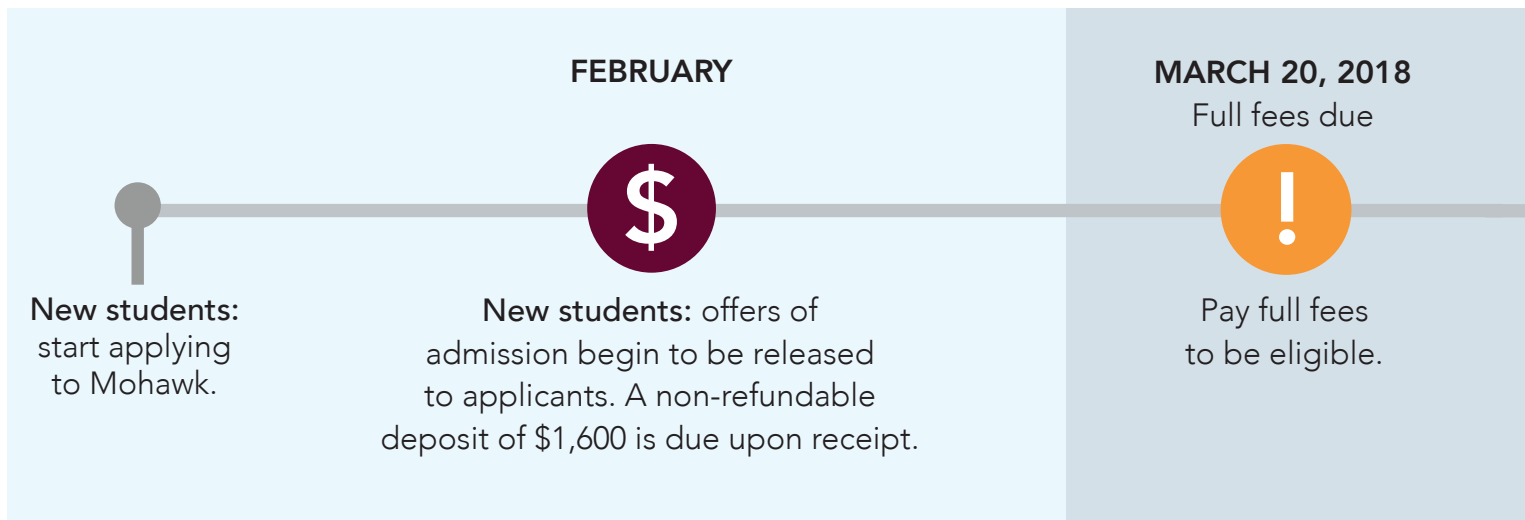 New students:
start applying
to Mohawk.
FEBRUARY
$
New students: offers of
admission begin to be released
to applicants. A non-refundable
deposit of $1,600 is due upon receipt.
MARCH 20, 2018
Full fees due
!
Pay full fees
to be eligible.